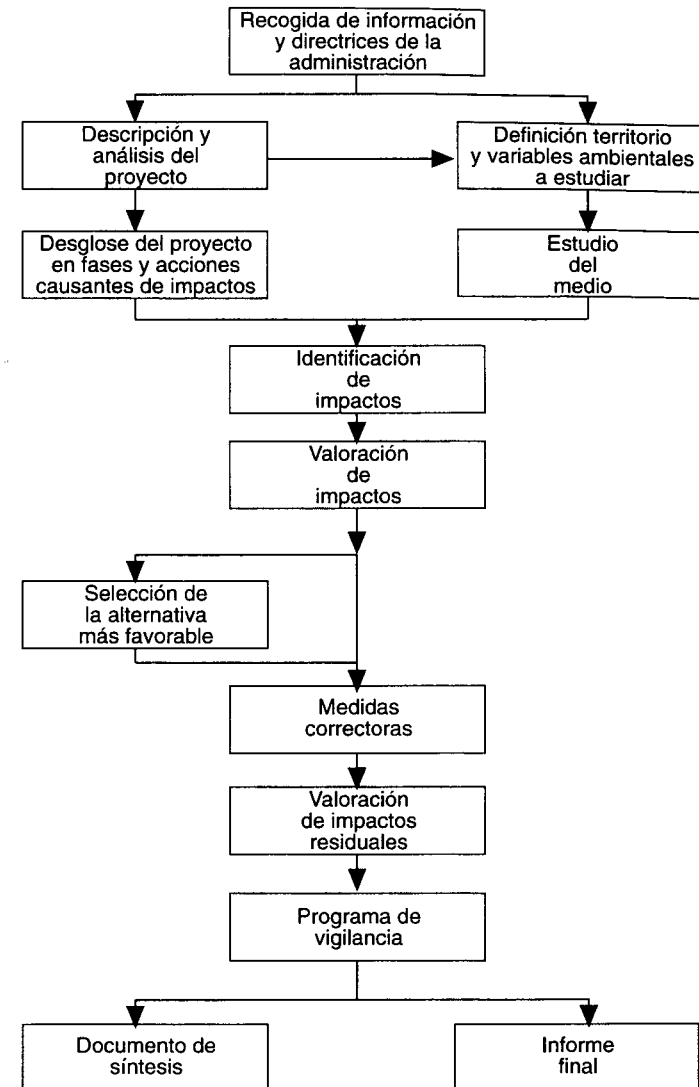 Recogida de información
y directrices de la
administración
Descripción y
análisis del
proyecto
Definición territorio
y variables ambientales
a estudiar
Desglose del proyecto
en fases y acciones
causantes de impactos
Estudio
del
medio
Identificación
de
impactos
Valoración
de
impactos
Selección de
la alternativa
más favorable
Medidas
correctoras
Valoración
de impactos
residuales
Programa de
vigilancia
Documento de
síntesis
Informe
final